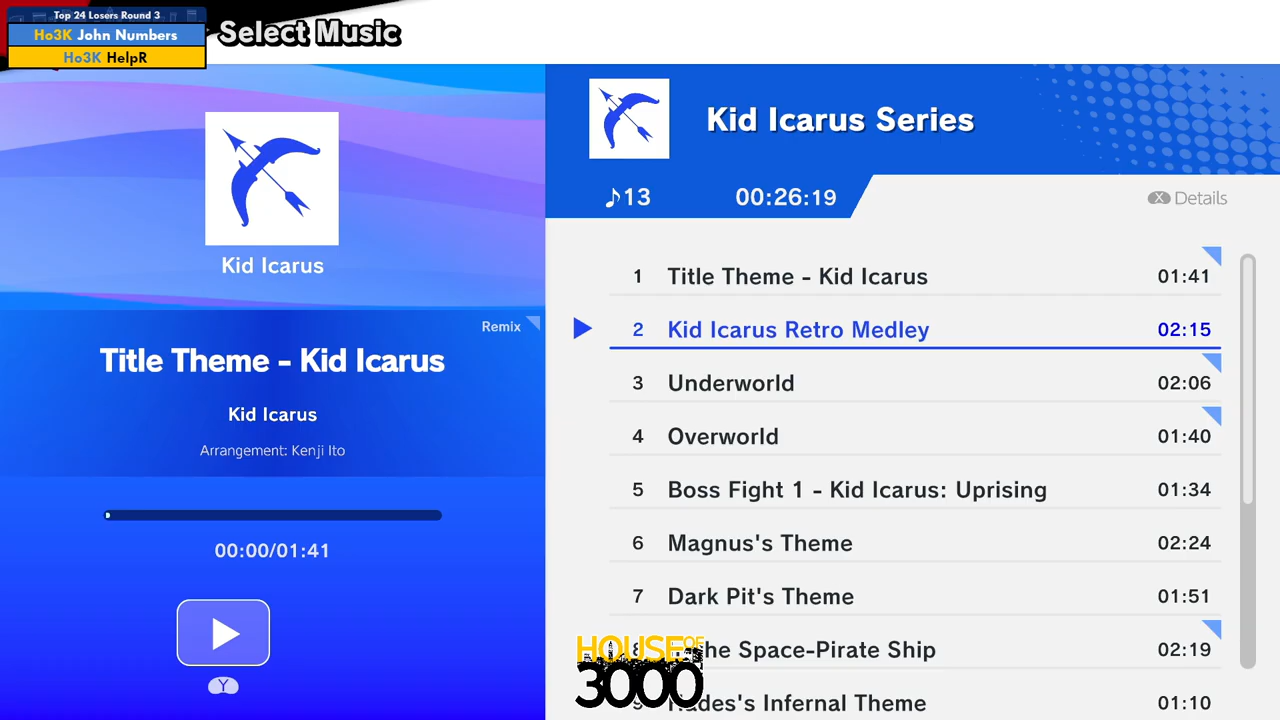 Top 24 Losers Round 3
Ho3K John Numbers
Ho3K HelpR
Select Music
Kid Icarus
Remix
Title Theme - Kid Icarus
Kid Icarus
Arrangement: Kenji Ito
00:00/01:41
Y
Kid Icarus Series
♪13 00:26:19
X Details
1 Title Theme - Kid Icarus 01:41
2 Kid Icarus Retro Medley 02:15
3 Underworld 02:06
4 Overworld 01:40
5 Boss Fight 1 - Kid Icarus: Uprising 01:34
6 Magnus's Theme 02:24
7 Dark Pit's Theme 01:51
8 he Space-Pirate Ship 02:19
9 Hades's Infernal Theme 01:10
HOUSE OF
3000